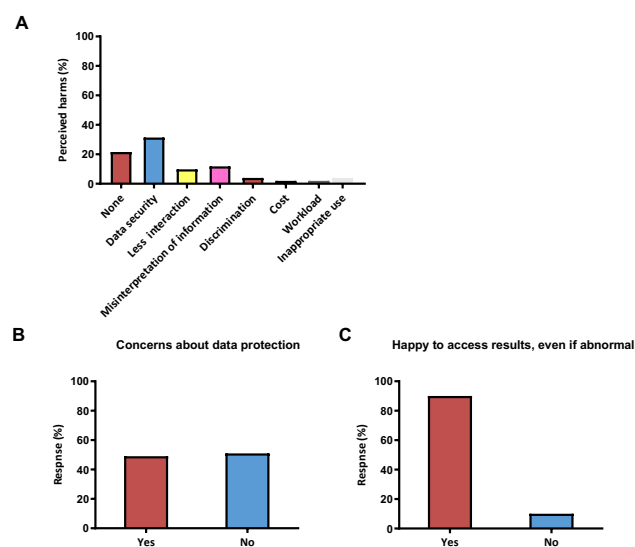 A
Perceived harms (%)
100
80
60
40
20
0
None
Data security
Less interaction
Misinterpretation of information
Discrimination
Cost
Workload
Inappropriate use
B
Concerns about data protection
Respnse (%)
100
80
60
40
20
0
Yes
No
C
Happy to access results, even if abnormal
Respnse (%)
100
80
60
40
20
0
Yes
No